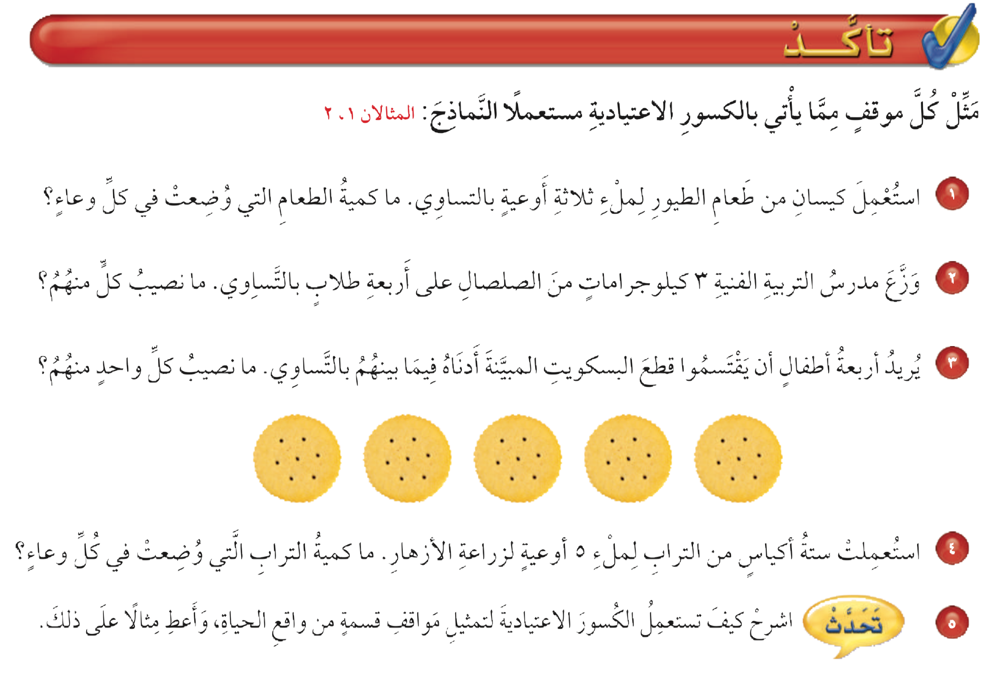 تأكَّدْ
مَثِّلْ كُلَّ موقفٍ مِمَّا يأْتي بالكسورِ الاعتياديةِ مستعملًا النَّماذِجَ: المثالان ١، ٢
١ استُعْمِلَ كيسانِ من طَعامِ الطيورِ لِملْءِ ثلاثةِ أَوعيةٍ بالتساوِي. ما كميةُ الطعامِ التي وُضِعتْ في كلِّ وعاءٍ؟
٢ وَزَّعَ مدرسُ التربيةِ الفنيةِ ٣ كيلوجراماتٍ منَ الصلصالِ على أَربعةِ طلابٍ بالتَّساوِي. ما نصيبُ كلٍّ منهُمُ؟
٣ يُريدُ أربعةُ أطفالٍ أن يَقْتَسمُوا قطعَ البسكويتِ المبيَّنةَ أَدنَاهُ فِيمَا بينهُمُ بالتَّساوِي. ما نصيبُ كلِّ واحدٍ منهُمُ؟
٤ استُعمِلتْ ستةُ أكياسٍ من الترابِ لِملْءِ ٥ أوعيةٍ لزراعةِ الأزهارِ. ما كميةُ الترابِ الَّتي وُضِعتْ في كُلِّ وعاءٍ؟
٥ تَحَدَّثْ اشرحْ كيفَ تستعمِلُ الكُسورَ الاعتياديةَ لتمثيلِ مَواقفِ قسمةٍ من واقعِ الحياةِ، وَأَعطِ مِثالًا علَى ذلكَ.